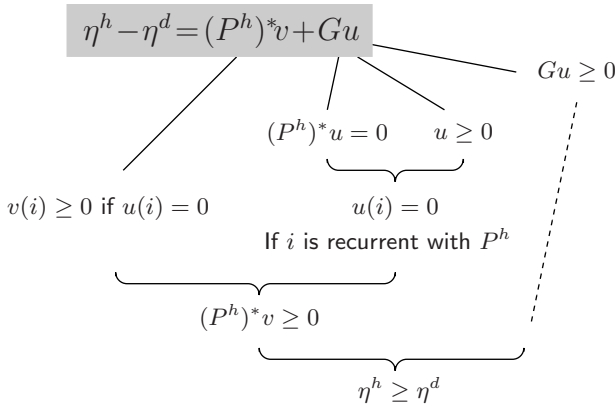 η^h − η^d = (P^h)^*v + Gu
Gu ≥ 0
(P^h)^*u = 0
u ≥ 0
v(i) ≥ 0 if u(i) = 0
u(i) = 0
If i is recurrent with P^h
(P^h)^*v ≥ 0
η^h ≥ η^d